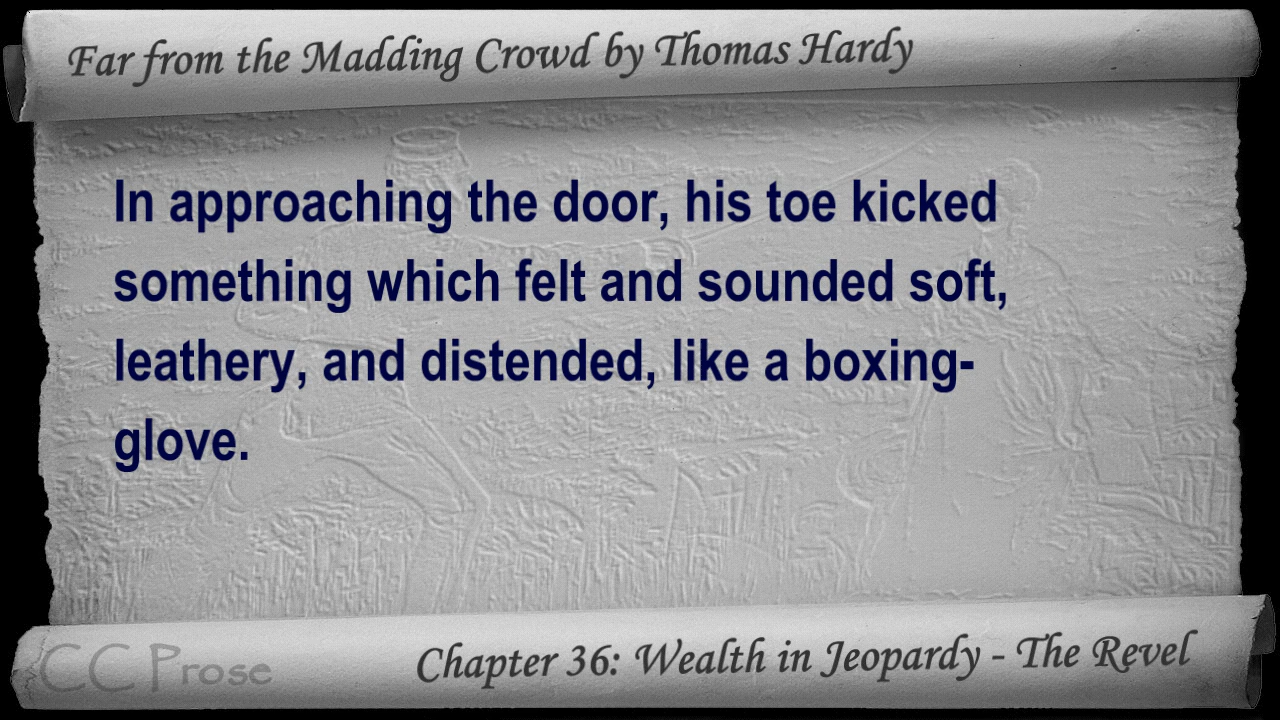 Far from the Madding Crowd by Thomas Hardy
In approaching the door, his toe kicked
something which felt and sounded soft,
leathery, and distended, like a boxing-
glove.
CC Prose
Chapter 36: Wealth in Jeopardy - The Revel